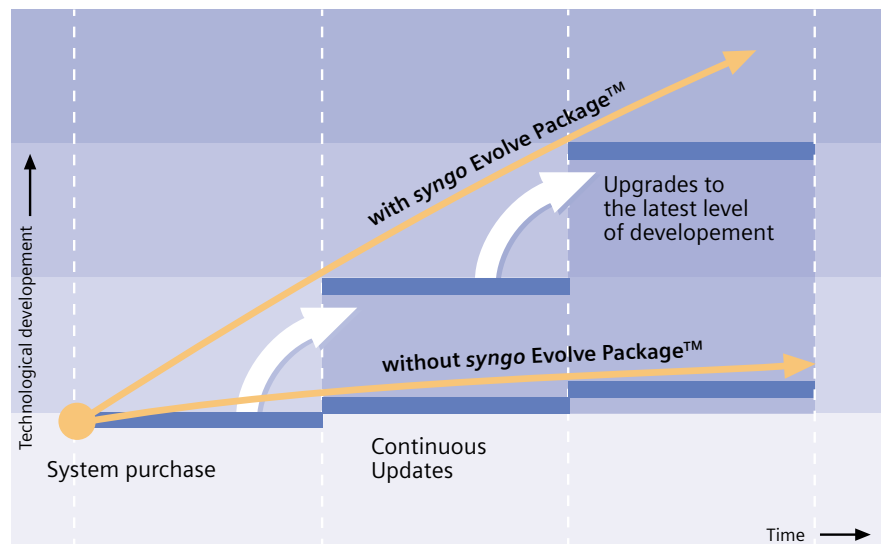 with syngo Evolve Package™
Upgrades to
the latest level
of developement
without syngo Evolve Package™
Technological developement
System purchase
Continuous
Updates
Time